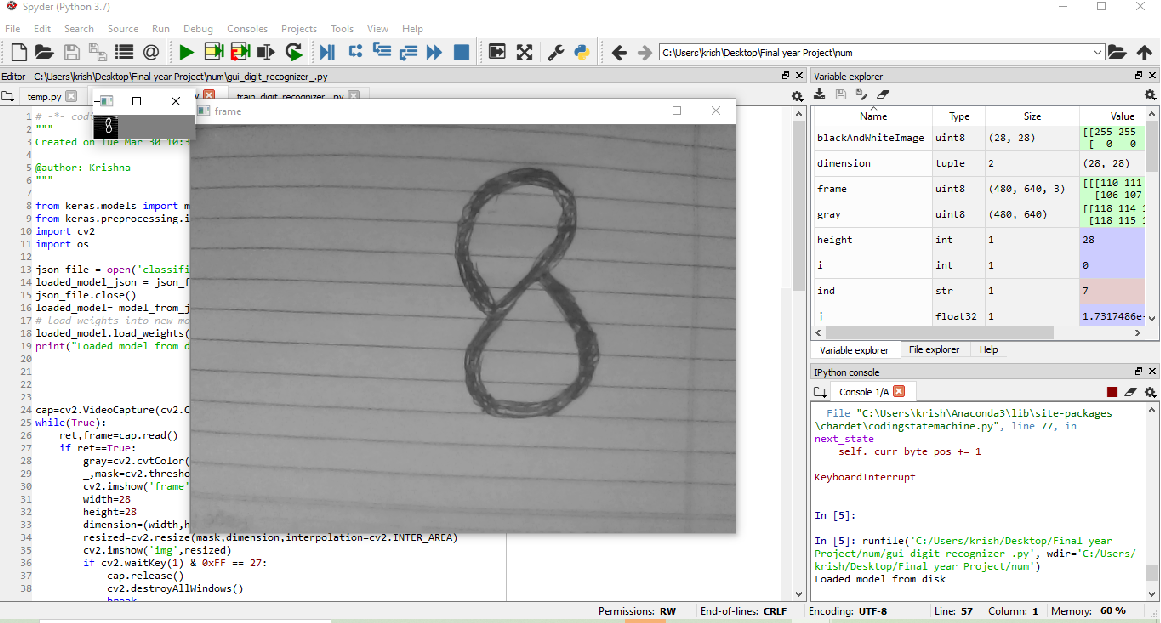 Spyder (Python 3.7)
File Edit Search Source Run Debug Consoles Projects Tools View Help
C:\Users\krish\Desktop\Final year Project\num
Editor - C:\Users\krish\Desktop\Final year Project\num\gui_digit_recognizer_.py
temp.py train_digit_recognizer_.py
frame
8
8
1 # -*- cod
2 """
3 Created on Tue Mar 30 10:
4
5 @author: Krishna
6 """
7
8 from keras.models import m
9 from keras.preprocessing.i
10 import cv2
11 import os
12
13 json_file = open('classifi
14 loaded_model_json = json_f
15 json_file.close()
16 loaded_model= model_from_j
17 # load weights into new mo
18 loaded_model.load_weights(
19 print("Loaded model from d
20
21
22
23
24 cap=cv2.VideoCapture(cv2.C
25 while(True):
26 ret,frame=cap.read()
27 if ret==True:
28 gray=cv2.cvtColor(
29 _,mask=cv2.thresho
30 cv2.imshow('frame'
31 width=28
32 height=28
33 dimension=(width,h
34 resized=cv2.resize(mask,dimension,interpolation=cv2.INTER_AREA)
35 cv2.imshow('img',resized)
36 if cv2.waitKey(1) & 0xFF == 27:
37 cap.release()
38 cv2.destroyAllWindows()
break
Variable explorer
Name Type Size Value
blackAndWhiteImage uint8 (28, 28) [[255 255
[ 0 0
dimension tuple 2 (28, 28)
frame uint8 (480, 640, 3) [[[110 111
[106 107
gray uint8 (480, 640) [[118 114
[118 115
height int 1 28
i int 1 0
ind str 1 7
float32 1 1.7317486e-
Variable explorer File explorer Help
IPython console
Console 1/A
File "C:\Users\krish\Anaconda3\lib\site-packages
\chardet\codingstatemachine.py", line 77, in
next_state
self._curr_byte_pos += 1
KeyboardInterrupt
In [5]:
In [5]: runfile('C:/Users/krish/Desktop/Final year
Project/num/gui_digit_recognizer_.py', wdir='C:/Users/
krish/Desktop/Final year Project/num')
Loaded model from disk
Permissions: RW End-of-lines: CRLF Encoding: UTF-8 Line: 57 Column: 1 Memory: 60 %